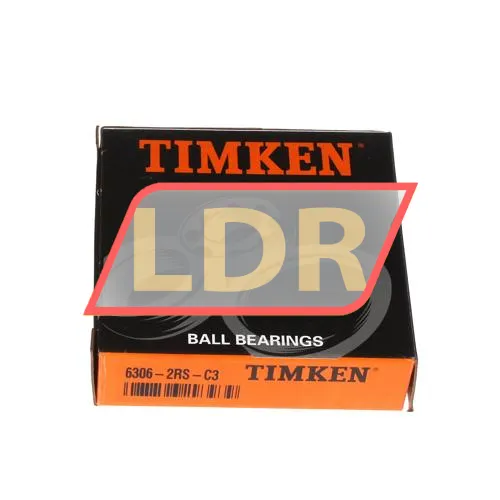 TIMKEN
LDR
BALL BEARINGS
6306-2RS-C3 TIMKEN